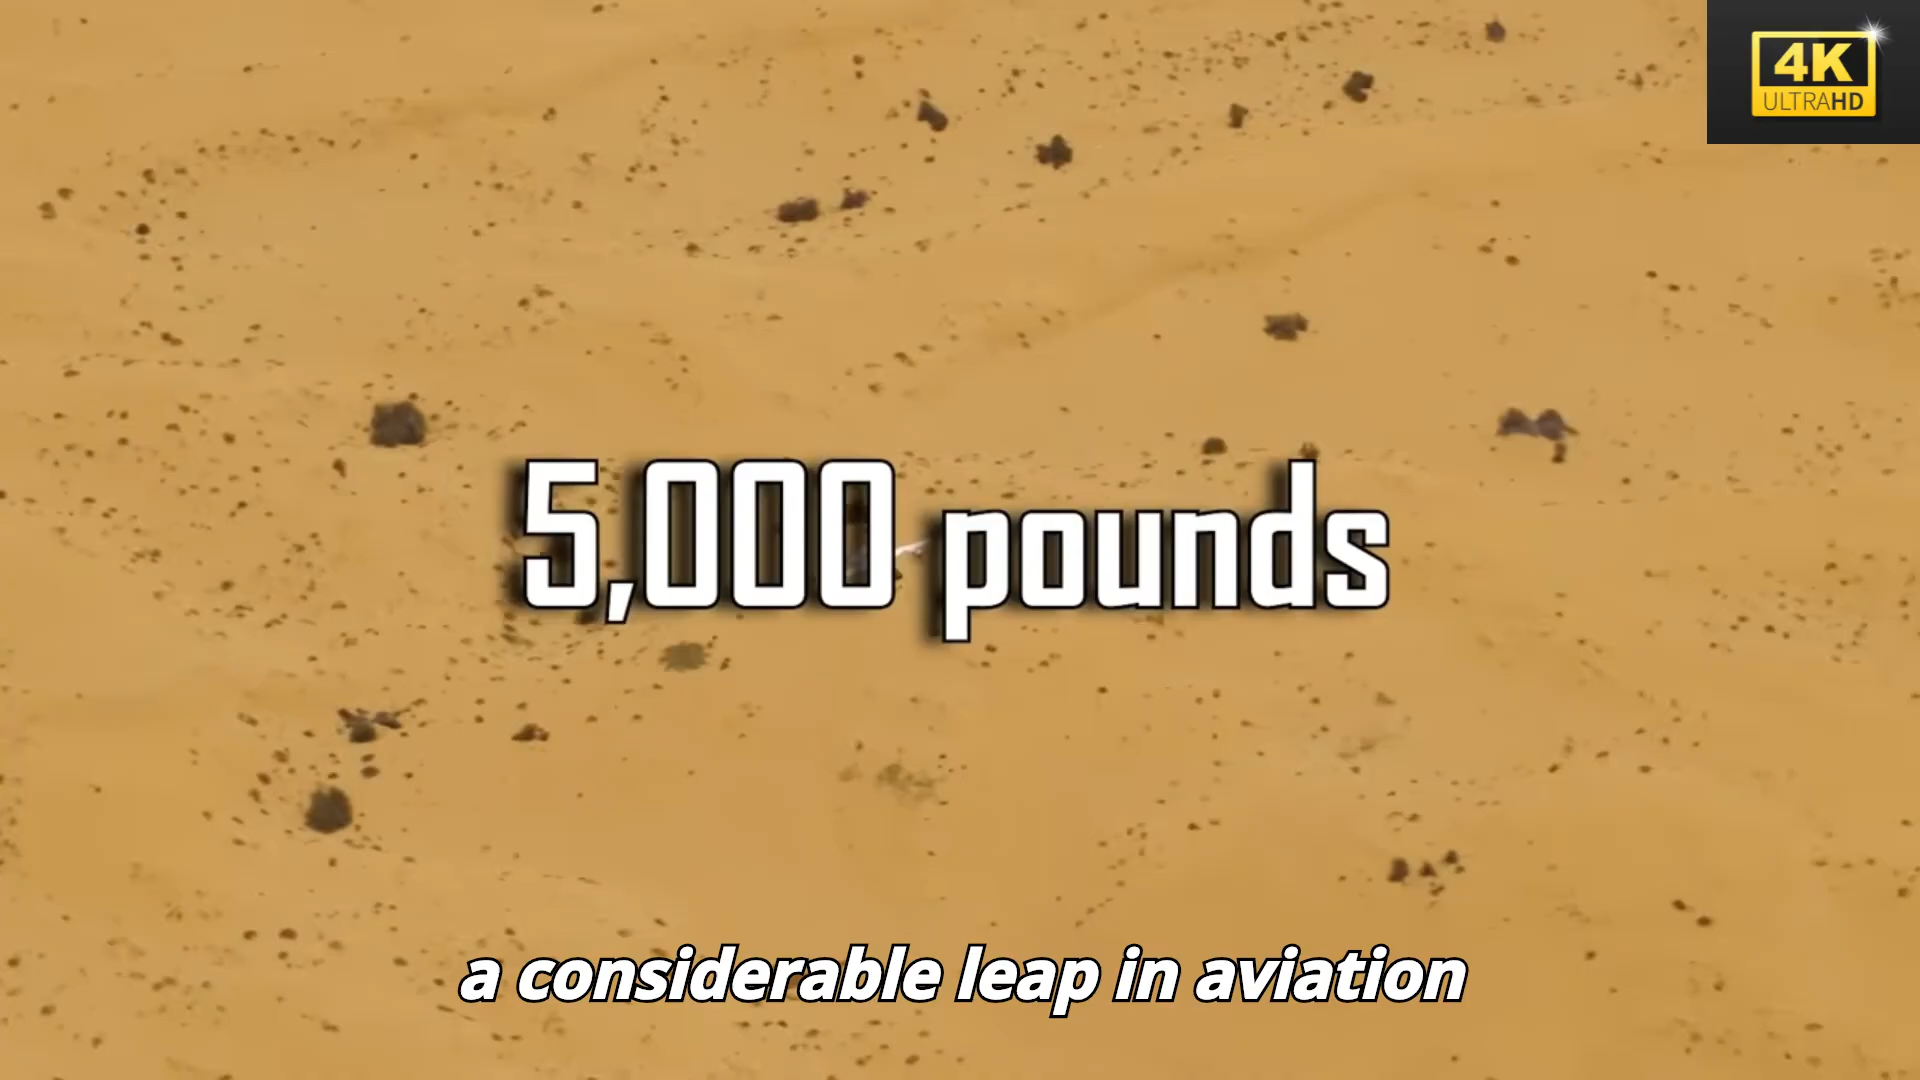 4K
ULTRAHD
5,000 pounds
a considerable leap in aviation